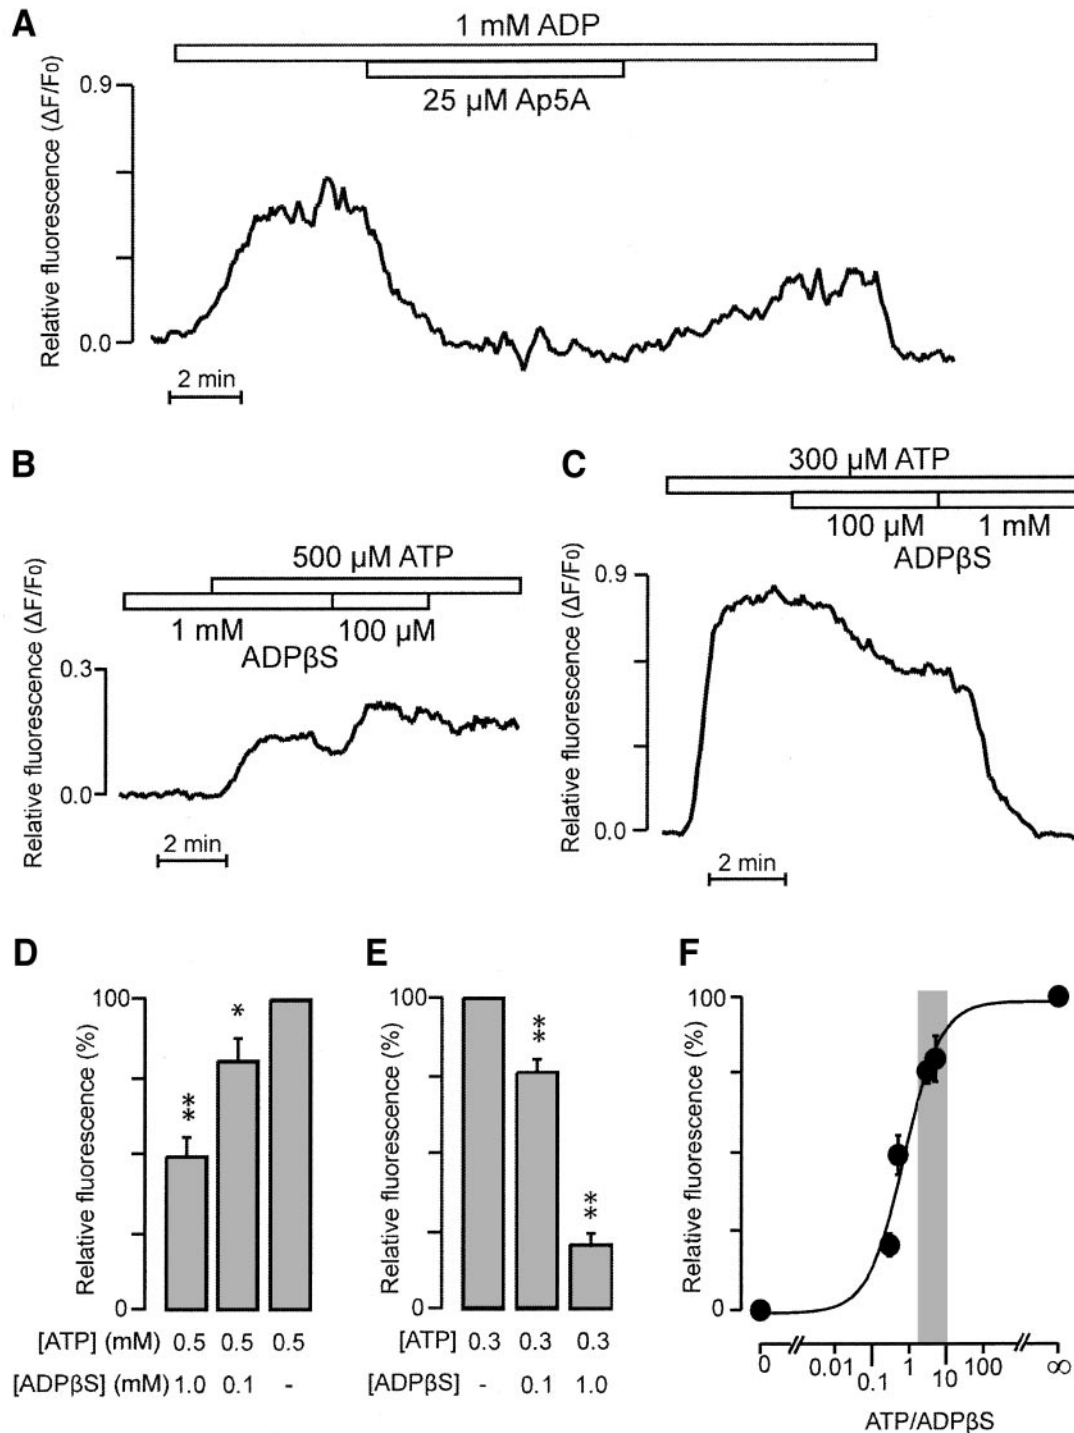 A
1 mM ADP
25 µM Ap5A
Relative fluorescence (ΔF/F0)
0.9
0.0
2 min
B
500 µM ATP
1 mM
100 µM
ADPβS
Relative fluorescence (ΔF/F0)
0.3
0.0
2 min
C
300 µM ATP
100 µM
1 mM
ADPβS
Relative fluorescence (ΔF/F0)
0.9
0.0
2 min
D
Relative fluorescence (%)
100
0
** * 
[ATP] (mM) 0.5 0.5 0.5
[ADPβS] (mM) 1.0 0.1 -
E
Relative fluorescence (%)
100
0
** **
[ATP] 0.3 0.3 0.3
[ADPβS] - 0.1 1.0
F
Relative fluorescence (%)
100
0
0 0.01 0.1 1 10 100 ∞
ATP/ADPβS